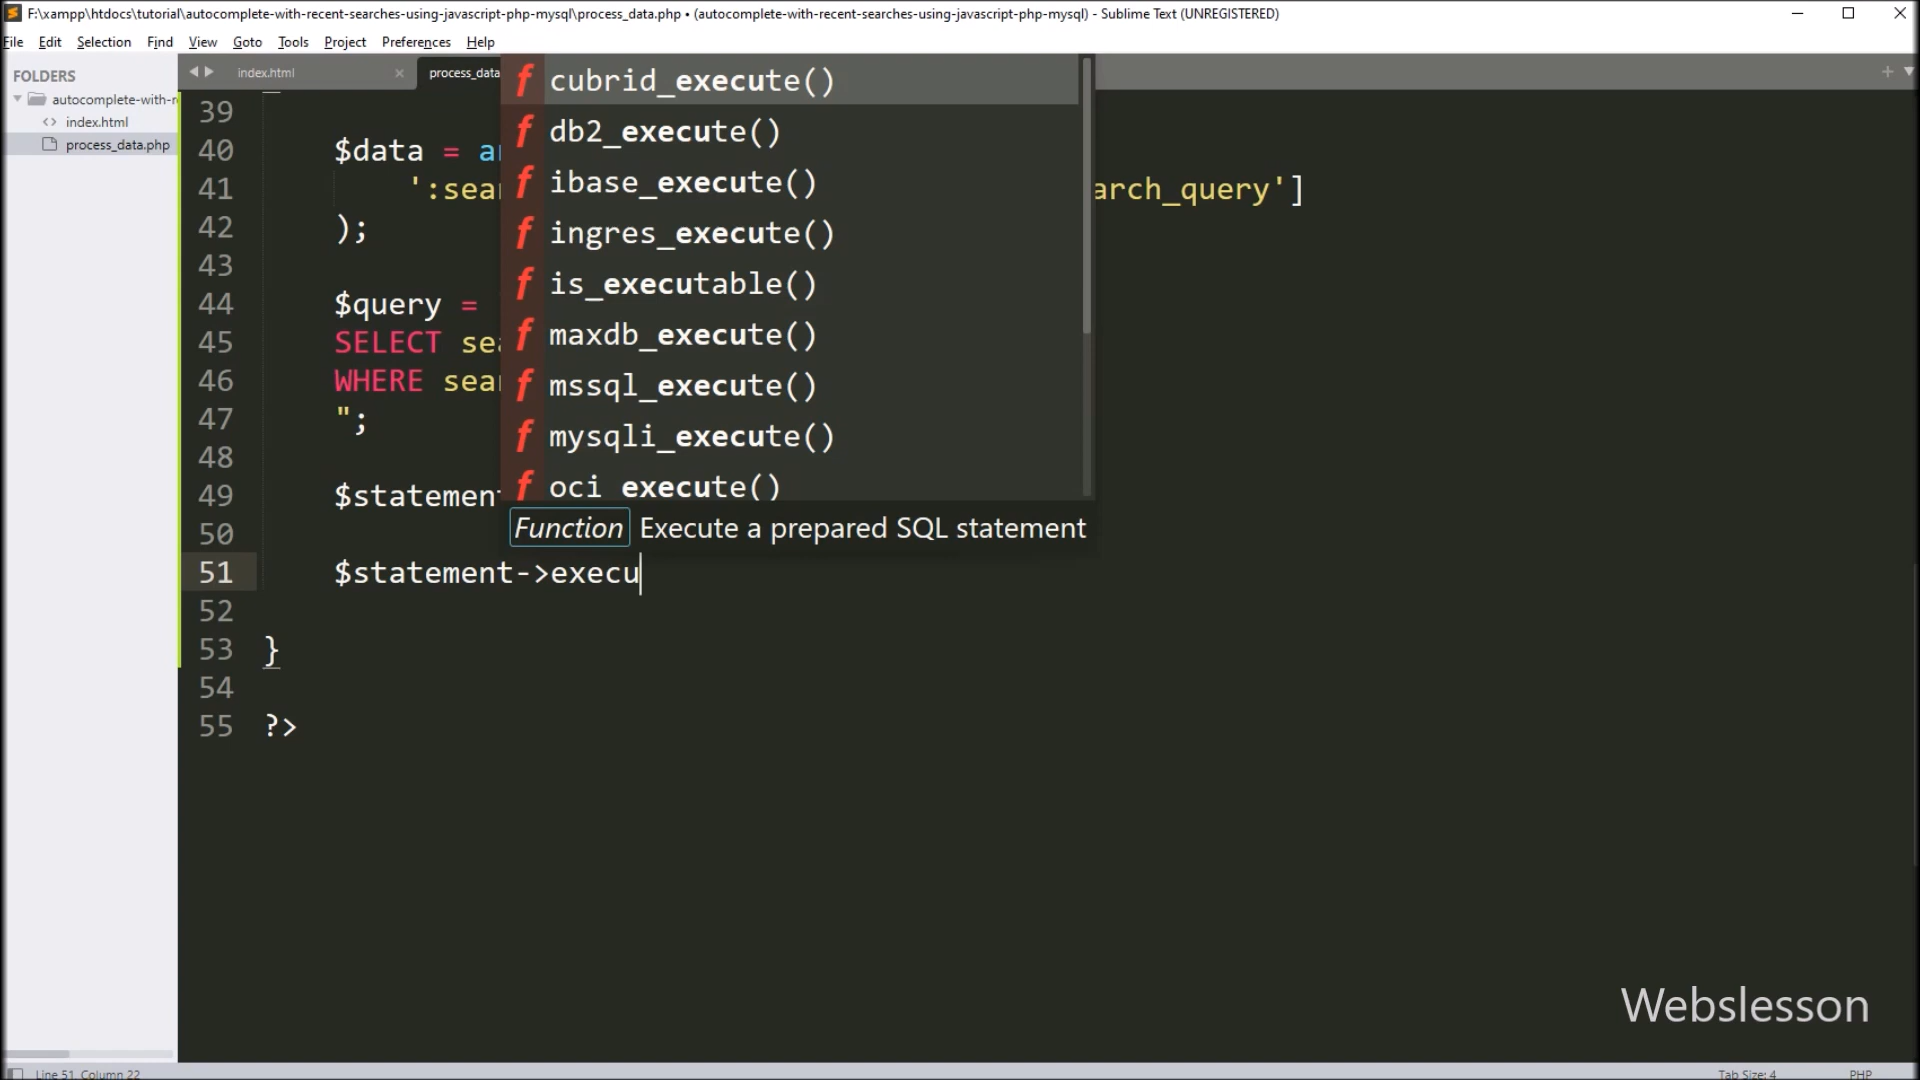 F:\xampp\htdocs\tutorial\autocomplete-with-recent-searches-using-javascript-php-mysql\process_data.php • (autocomplete-with-recent-searches-using-javascript-php-mysql) - Sublime Text (UNREGISTERED)
File Edit Selection Find View Goto Tools Project Preferences Help
FOLDERS
autocomplete-with-r
index.html
process_data.php
index.html
process_data
39
40 $data = ar
41 ':sear arch_query']
42 );
43
44 $query =
45 SELECT sea
46 WHERE sear
47 ";
48
49 $statement
50
51 $statement->execu
52
53 }
54
55 ?>
f cubrid_execute()
f db2_execute()
f ibase_execute()
f ingres_execute()
f is_executable()
f maxdb_execute()
f mssql_execute()
f mysqli_execute()
f oci_execute()
Function Execute a prepared SQL statement
Webslesson
Line 51, Column 22
Tab Size: 4
PHP